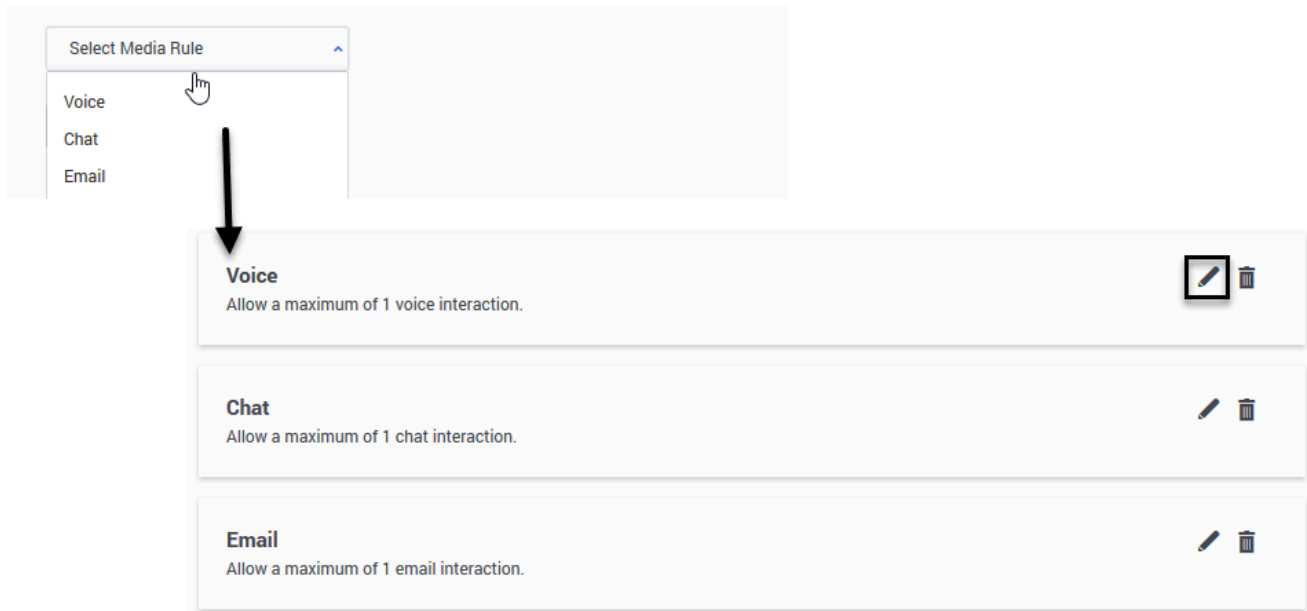 Select Media Rule
Voice
Chat
Email
Voice
Allow a maximum of 1 voice interaction.
Chat
Allow a maximum of 1 chat interaction.
Email
Allow a maximum of 1 email interaction.